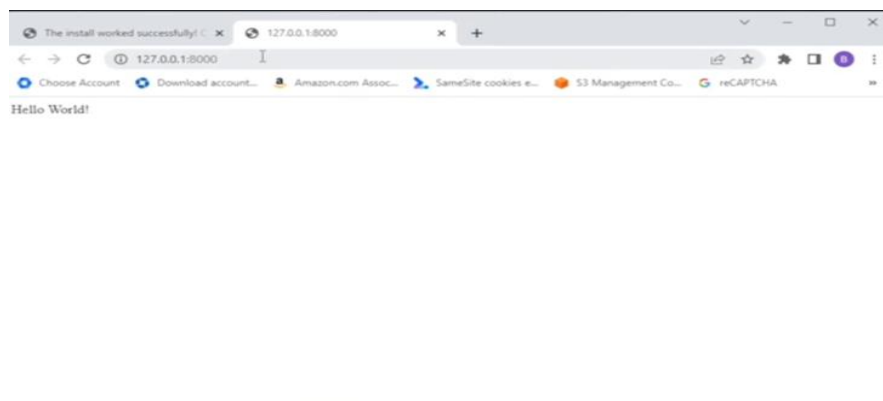 The install worked successfully! C
127.0.0.1:8000
127.0.0.1:8000
B
Choose Account Download account... Amazon.com Assoc... SameSite cookies e... S3 Management Co... reCAPTCHA
Hello World!